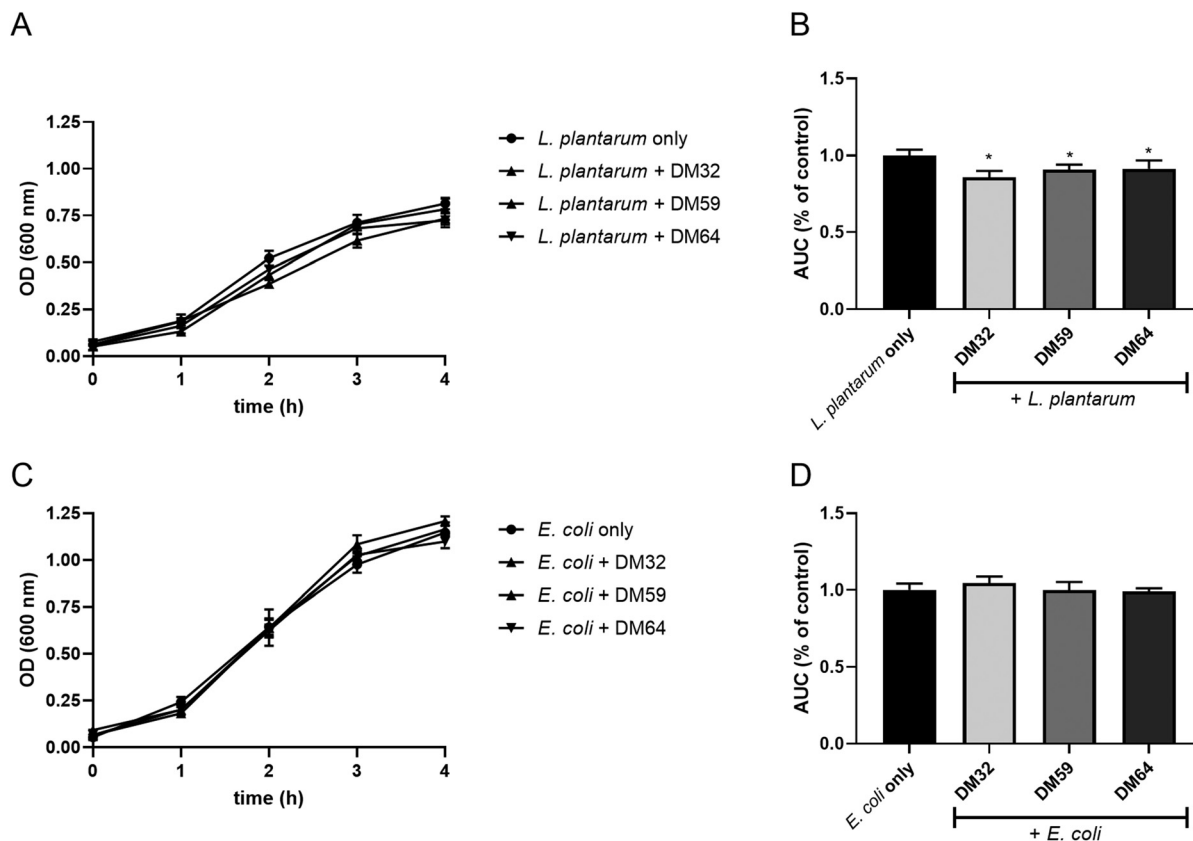 A
1.25
1.00
0.75
0.50
0.25
0.00
OD (600 nm)
0 1 2 3 4
time (h)
L. plantarum only
L. plantarum + DM32
L. plantarum + DM59
L. plantarum + DM64
B
1.5
1.0
0.5
0.0
AUC (% of control)
* * *
L. plantarum only
DM32
DM59
DM64
+ L. plantarum
C
1.25
1.00
0.75
0.50
0.25
0.00
OD (600 nm)
0 1 2 3 4
time (h)
E. coli only
E. coli + DM32
E. coli + DM59
E. coli + DM64
D
1.5
1.0
0.5
0.0
AUC (% of control)
E. coli only
DM32
DM59
DM64
+ E. coli